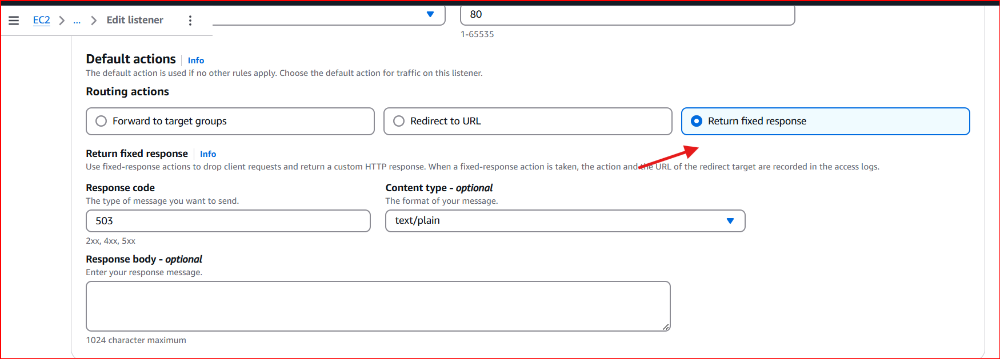 EC2 > ... > Edit listener
80
1-65535
Default actions Info
The default action is used if no other rules apply. Choose the default action for traffic on this listener.
Routing actions
Forward to target groups
Redirect to URL
Return fixed response
Return fixed response Info
Use fixed-response actions to drop client requests and return a custom HTTP response. When a fixed-response action is taken, the action and the URL of the redirect target are recorded in the access logs.
Response code
The type of message you want to send.
503
2xx, 4xx, 5xx
Content type - optional
The format of your message.
text/plain
Response body - optional
Enter your response message.
1024 character maximum